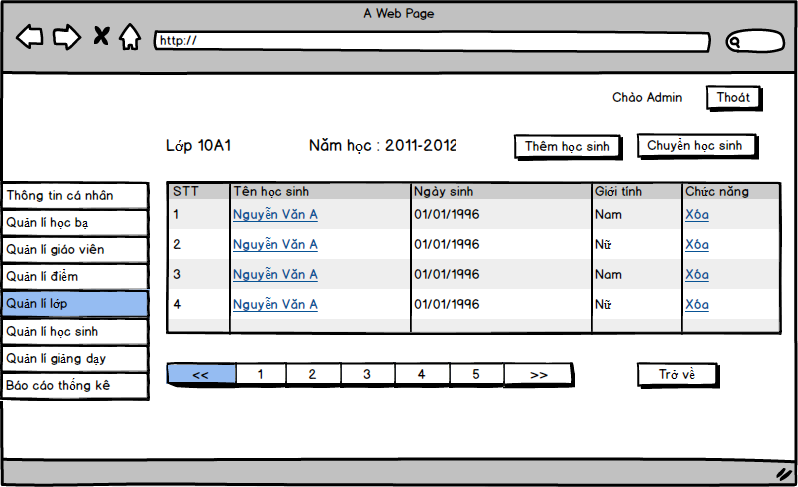 A Web Page
http://
Chào Admin Thoát
Lớp 10A1 Năm học : 2011-2012 Thêm học sinh Chuyển học sinh
Thông tin cá nhân
Quản lí học bạ
Quản lí giáo viên
Quản lí điểm
Quản lí lớp
Quản lí học sinh
Quản lí giảng dạy
Báo cáo thống kê
STT Tên học sinh Ngày sinh Giới tính Chức năng
1 Nguyễn Văn A 01/01/1996 Nam Xóa
2 Nguyễn Văn A 01/01/1996 Nữ Xóa
3 Nguyễn Văn A 01/01/1996 Nam Xóa
4 Nguyễn Văn A 01/01/1996 Nữ Xóa
<< 1 2 3 4 5 >> Trở về